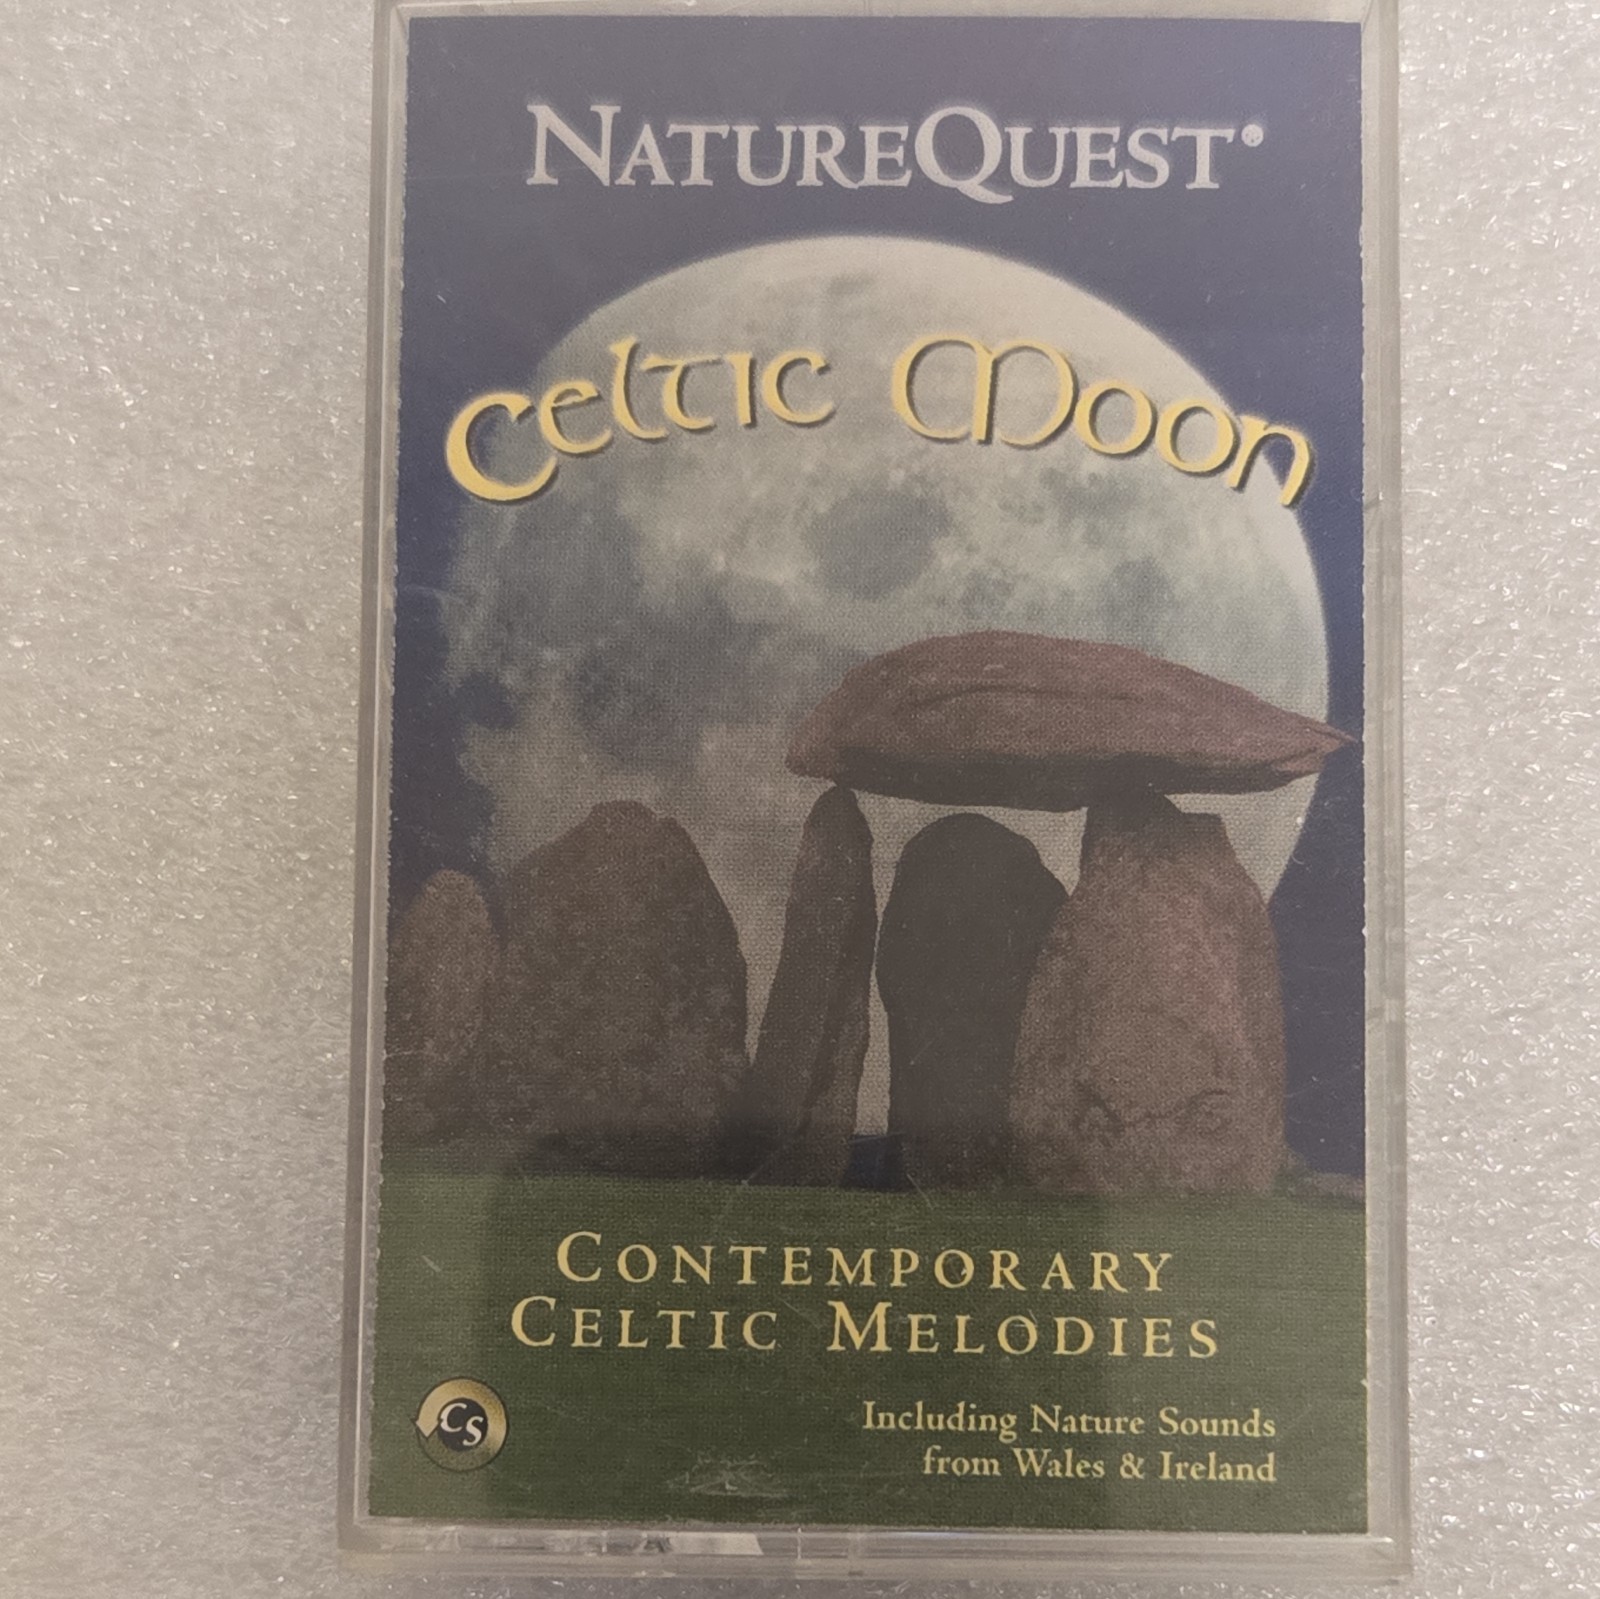 NATUREQUEST®
Celtic Moon
CONTEMPORARY
CELTIC MELODIES
CS
Including Nature Sounds
from Wales & Ireland